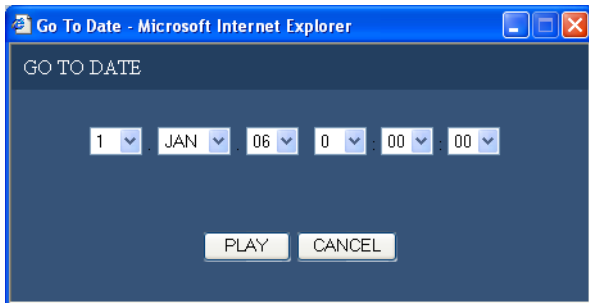 Go To Date - Microsoft Internet Explorer
GO TO DATE
1 . JAN . 06 0 : 00 : 00
PLAY CANCEL